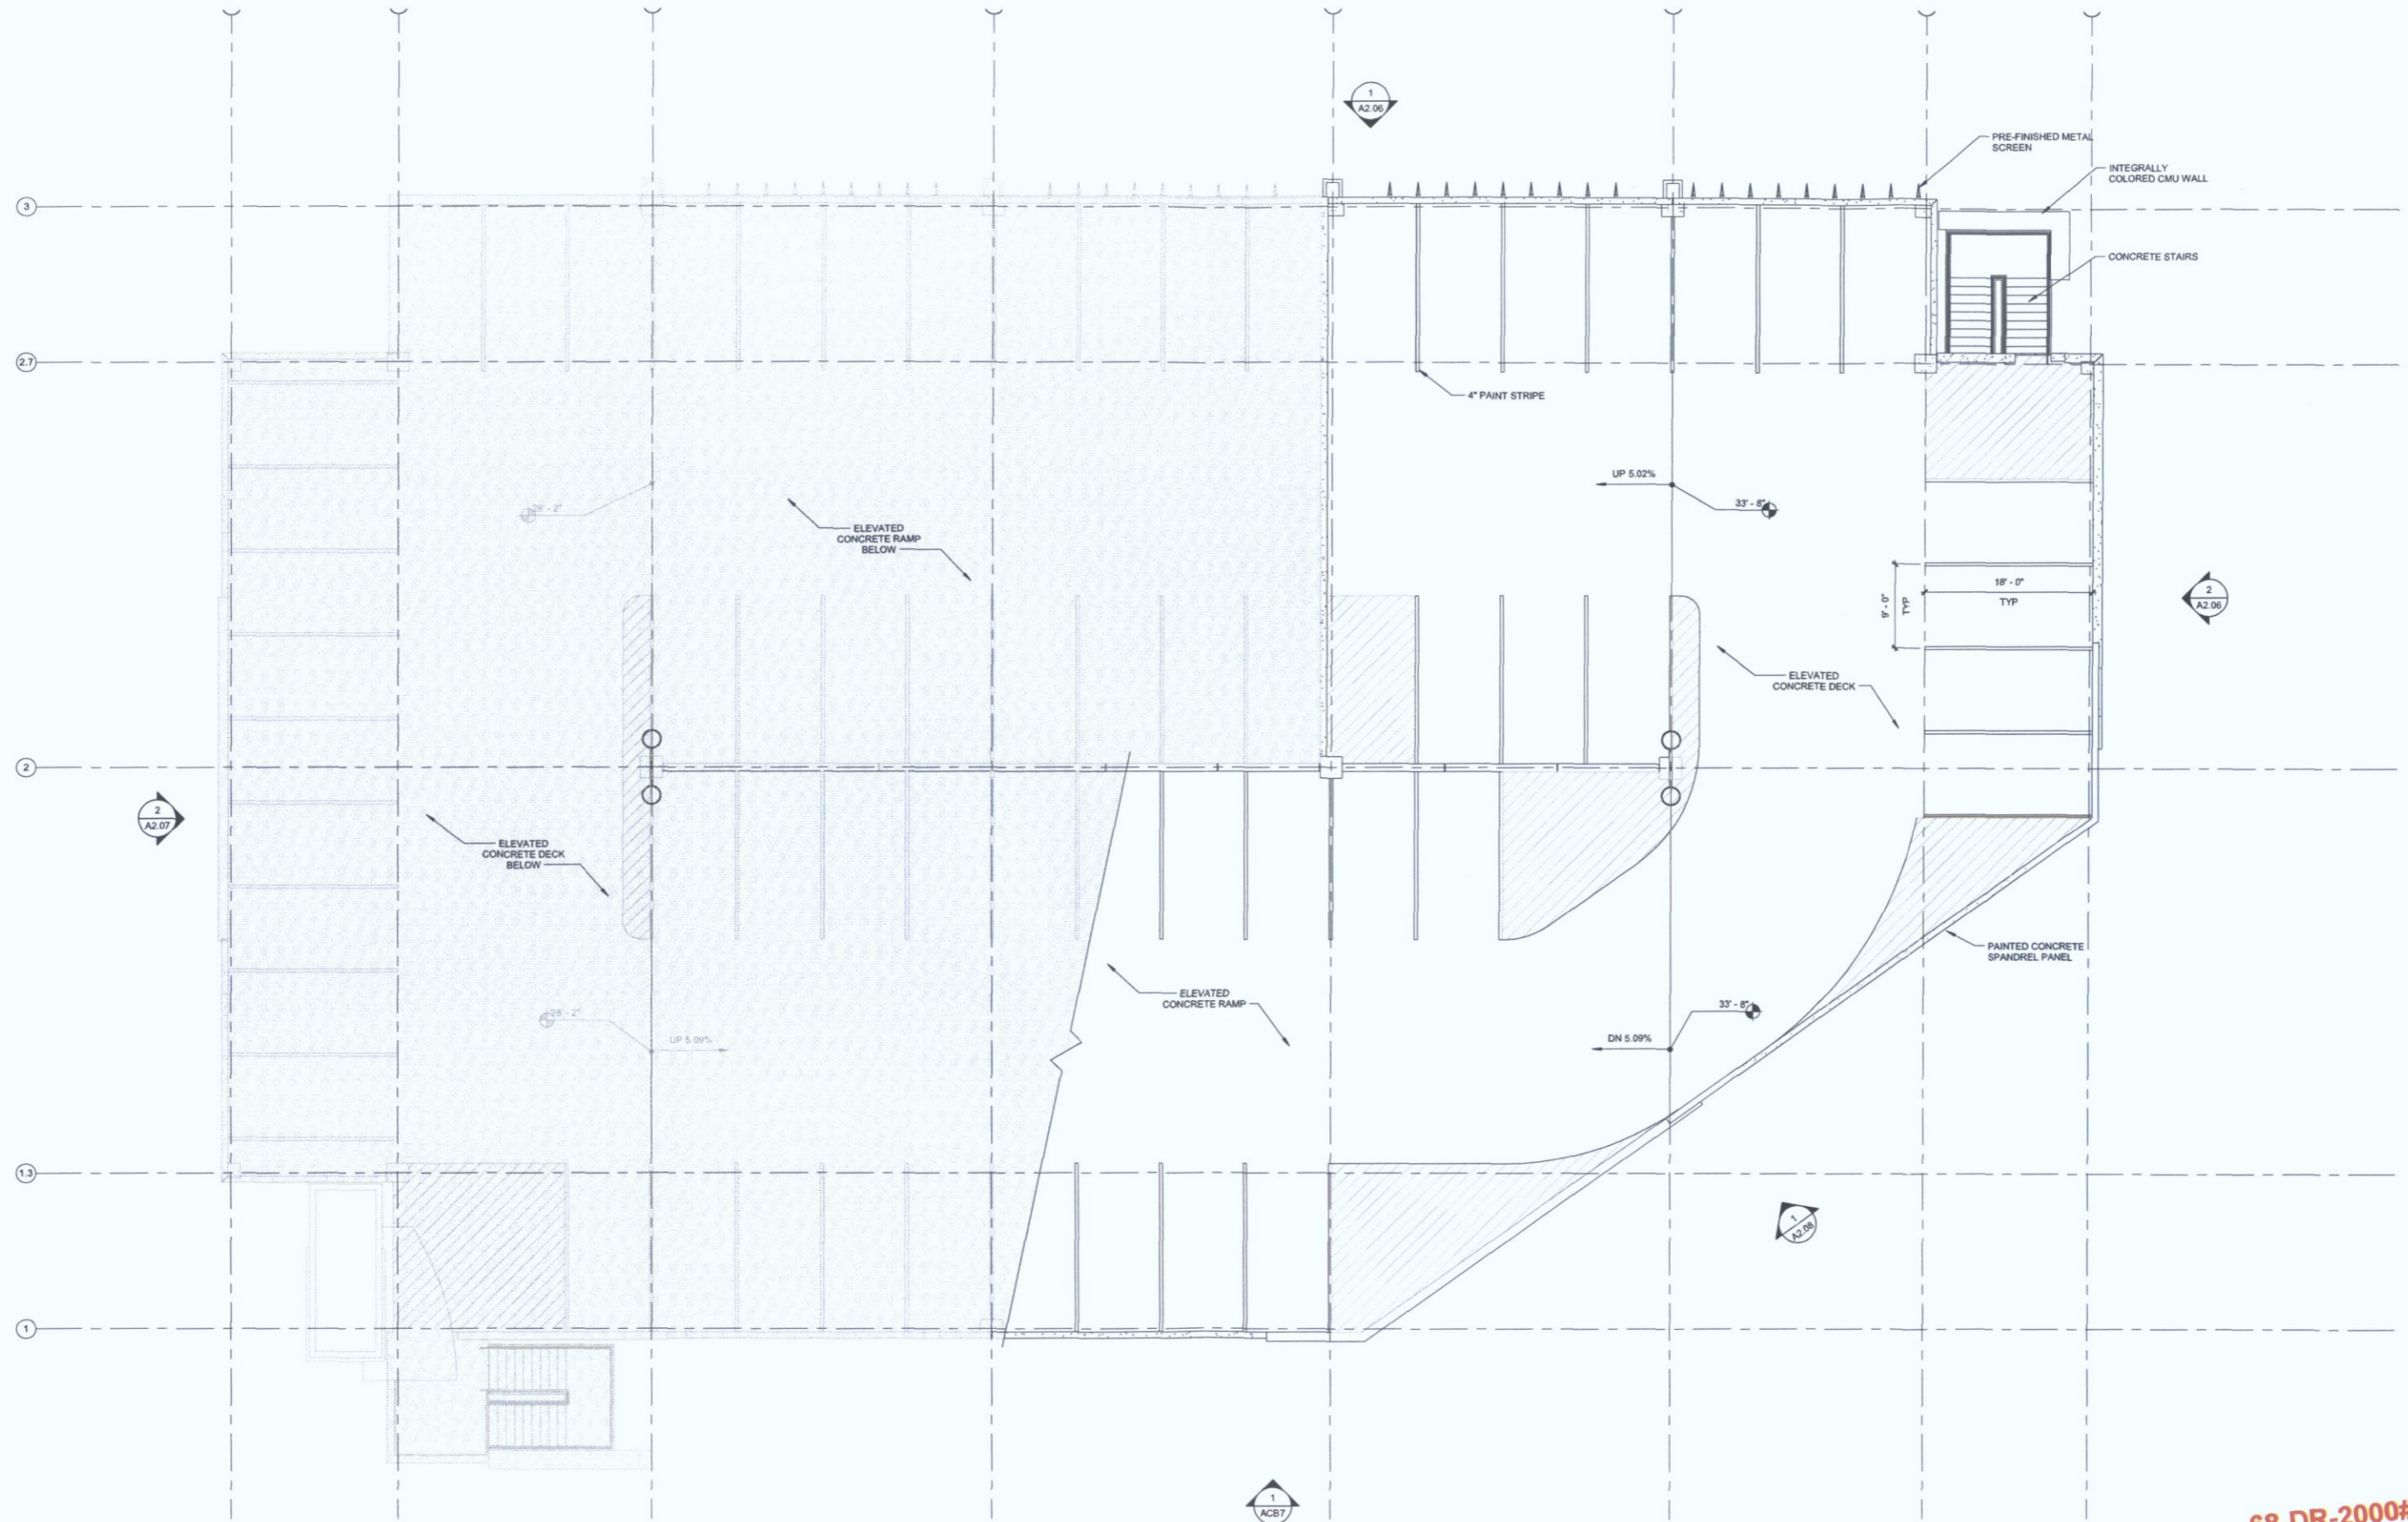 1
A2.06
PRE-FINISHED METAL
SCREEN
INTEGRALLY
COLORED CMU WALL
3
CONCRETE STAIRS
2.7
4" PAINT STRIPE
UP 5.02%
28' - 2"
33' - 8"
ELEVATED
CONCRETE RAMP
BELOW
18' - 0"
TYP
9' - 0"
TYP
2
A2.06
ELEVATED
CONCRETE DECK
2
2
A2.07
ELEVATED
CONCRETE DECK
BELOW
PAINTED CONCRETE
SPANDREL PANEL
ELEVATED
CONCRETE RAMP
28' - 2"
33' - 8"
UP 5.09%
DN 5.09%
1.3
1
A2.08
1
1
ACB7
68-DR-2000#